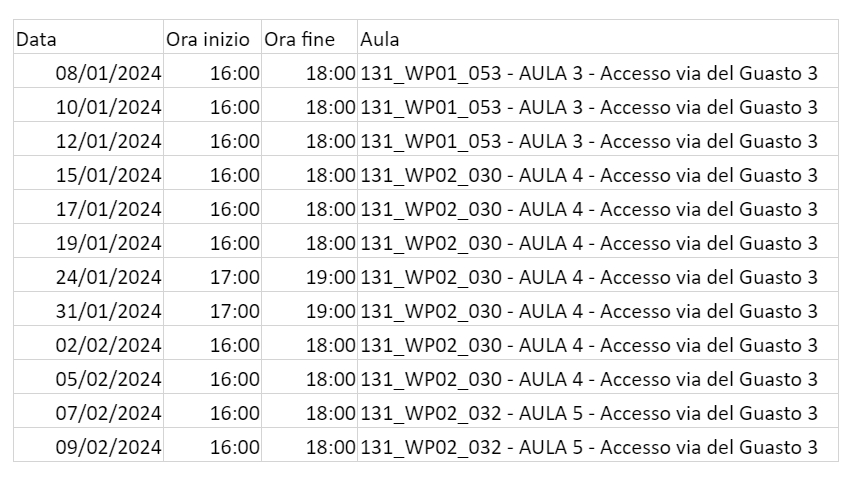 Data Ora inizio Ora fine Aula
08/01/2024 16:00 18:00 131_WP01_053 - AULA 3 - Accesso via del Guasto 3
10/01/2024 16:00 18:00 131_WP01_053 - AULA 3 - Accesso via del Guasto 3
12/01/2024 16:00 18:00 131_WP01_053 - AULA 3 - Accesso via del Guasto 3
15/01/2024 16:00 18:00 131_WP02_030 - AULA 4 - Accesso via del Guasto 3
17/01/2024 16:00 18:00 131_WP02_030 - AULA 4 - Accesso via del Guasto 3
19/01/2024 16:00 18:00 131_WP02_030 - AULA 4 - Accesso via del Guasto 3
24/01/2024 17:00 19:00 131_WP02_030 - AULA 4 - Accesso via del Guasto 3
31/01/2024 17:00 19:00 131_WP02_030 - AULA 4 - Accesso via del Guasto 3
02/02/2024 16:00 18:00 131_WP02_030 - AULA 4 - Accesso via del Guasto 3
05/02/2024 16:00 18:00 131_WP02_030 - AULA 4 - Accesso via del Guasto 3
07/02/2024 16:00 18:00 131_WP02_032 - AULA 5 - Accesso via del Guasto 3
09/02/2024 16:00 18:00 131_WP02_032 - AULA 5 - Accesso via del Guasto 3